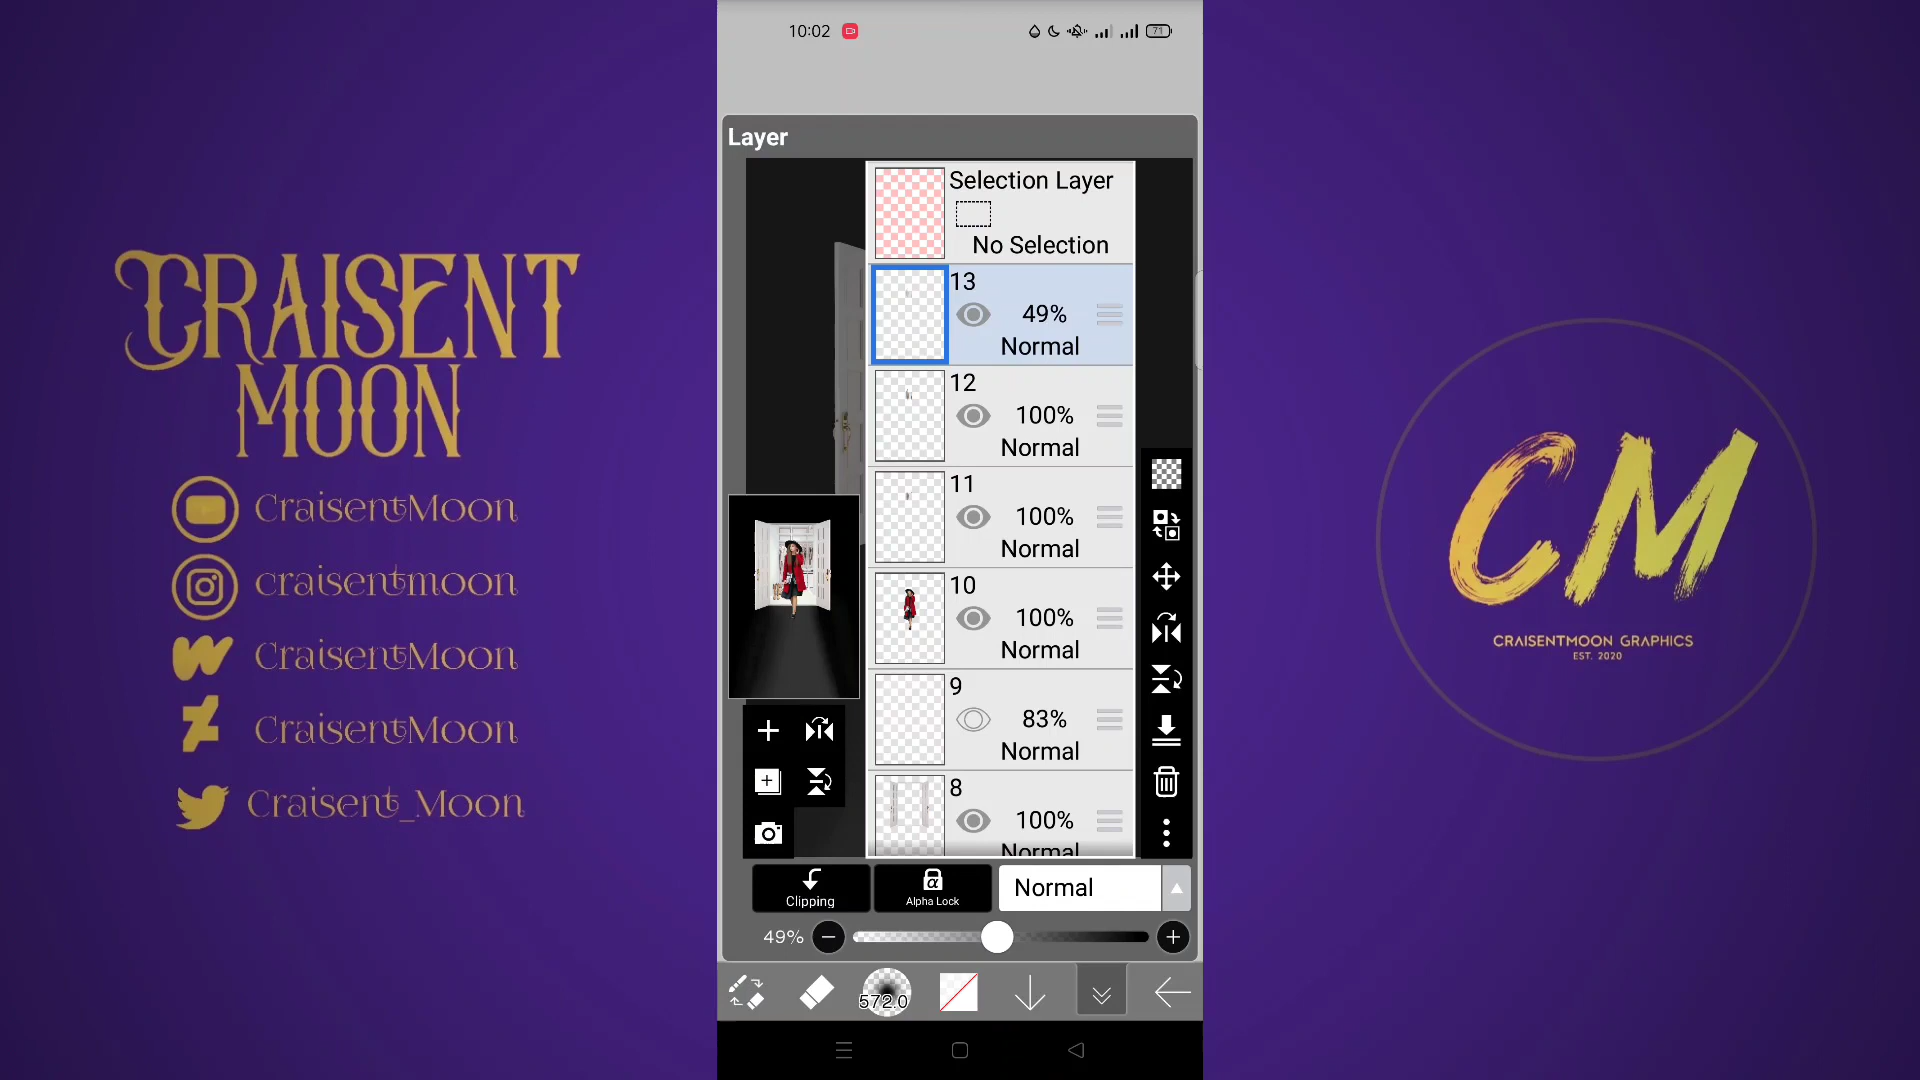 CRAISENT
MOON
CraisentMoon
craisentmoon
CraisentMoon
CraisentMoon
Craisent_Moon
10:02
71
Layer
Selection Layer
No Selection
13
49%
Normal
12
100%
Normal
11
100%
Normal
10
100%
Normal
9
83%
Normal
8
100%
Normal
Clipping
α
Alpha Lock
Normal
49%
572.0
CM
CRAISENTMOON GRAPHICS
EST. 2020